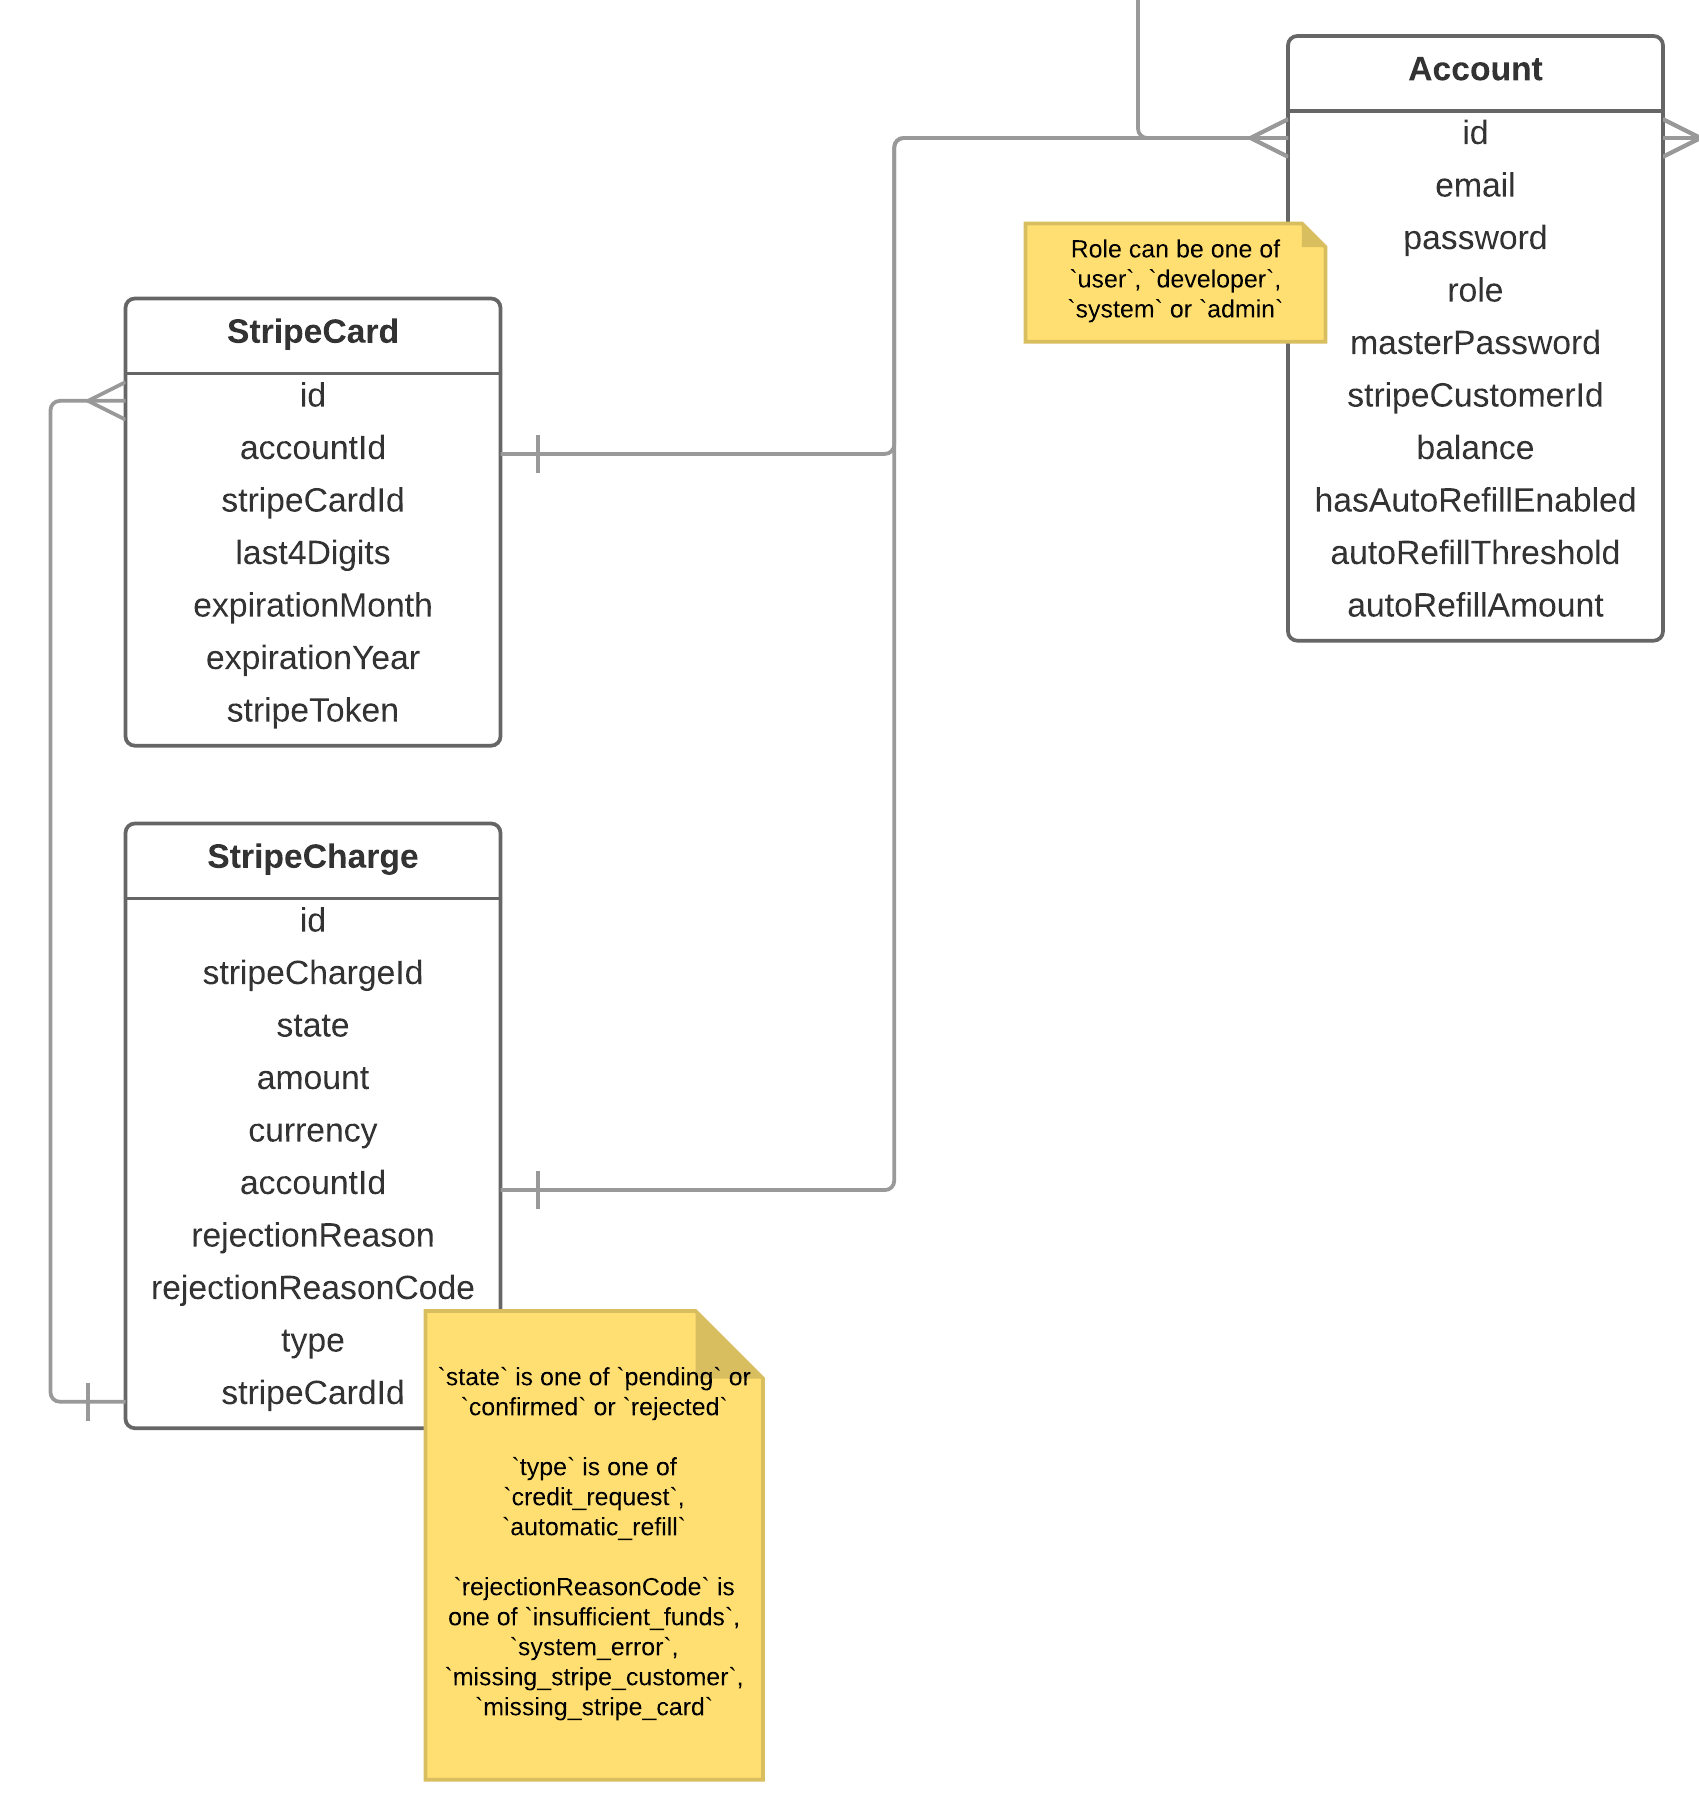 Account
id
email
password
role
masterPassword
stripeCustomerId
balance
hasAutoRefillEnabled
autoRefillThreshold
autoRefillAmount
Role can be one of
`user`, `developer`,
`system` or `admin`
StripeCard
id
accountId
stripeCardId
last4Digits
expirationMonth
expirationYear
stripeToken
StripeCharge
id
stripeChargeId
state
amount
currency
accountId
rejectionReason
rejectionReasonCode
type
stripeCardId
`state` is one of `pending` or
`confirmed` or `rejected`
`type` is one of
`credit_request`,
`automatic_refill`
`rejectionReasonCode` is
one of `insufficient_funds`,
`system_error`,
`missing_stripe_customer`,
`missing_stripe_card`